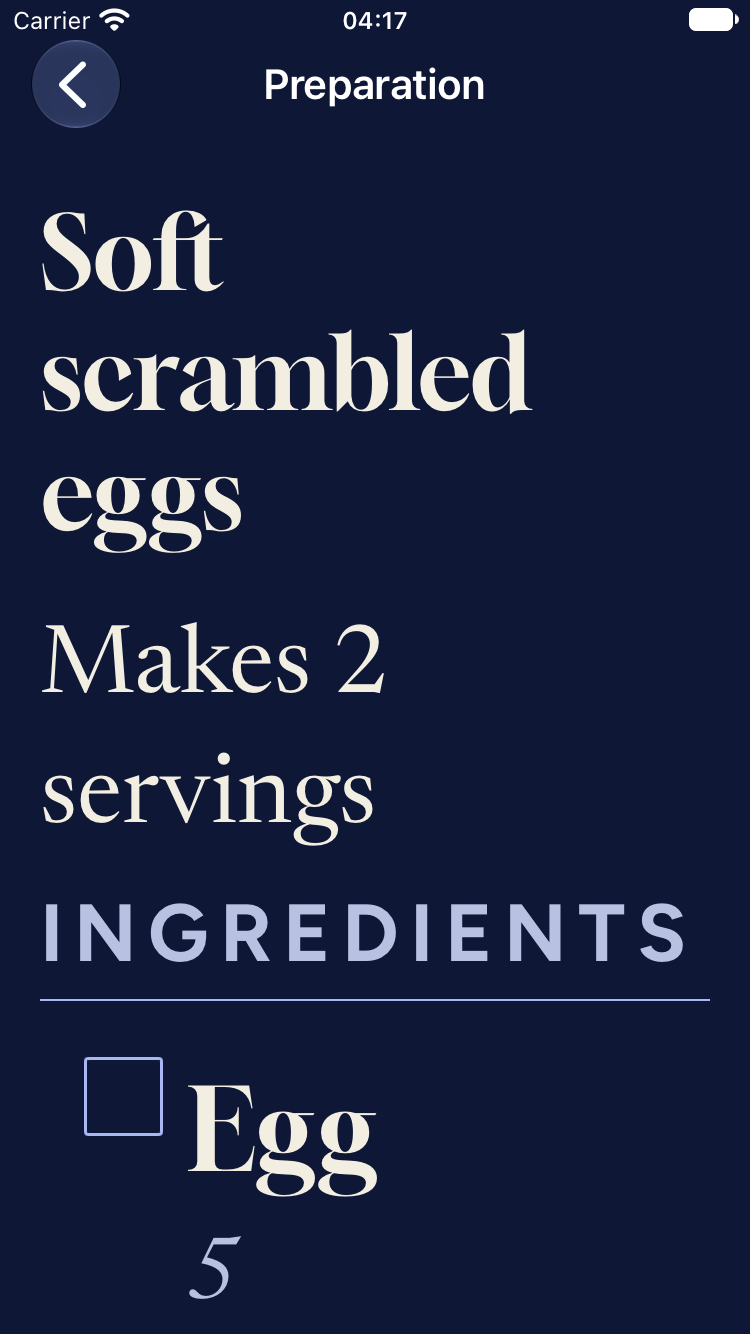 Carrier 04:17
Preparation
Soft
scrambled
eggs
Makes 2
servings
INGREDIENTS
Egg
5